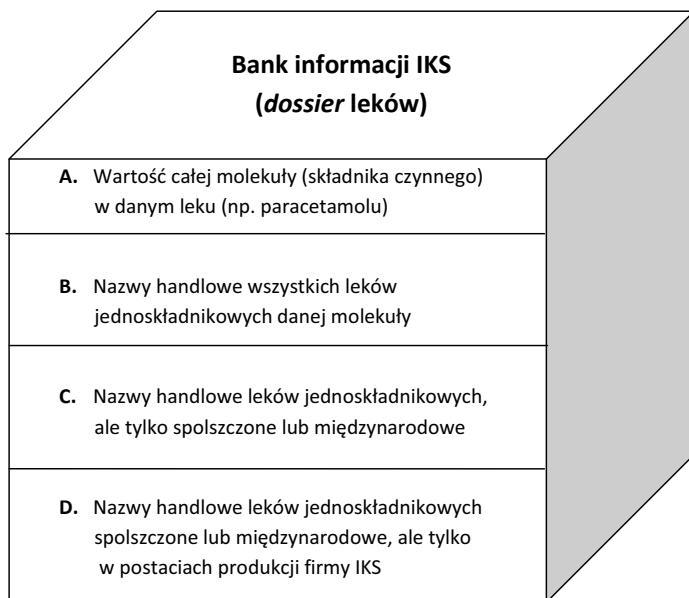 Bank informacji IKS
(dossier leków)
A. Wartość całej molekuły (składnika czynnego)
w danym leku (np. paracetamolu)
B. Nazwy handlowe wszystkich leków
jednoskładnikowych danej molekuły
C. Nazwy handlowe leków jednoskładnikowych,
ale tylko spolszczone lub międzynarodowe
D. Nazwy handlowe leków jednoskładnikowych
spolszczone lub międzynarodowe, ale tylko
w postaciach produkcji firmy IKS